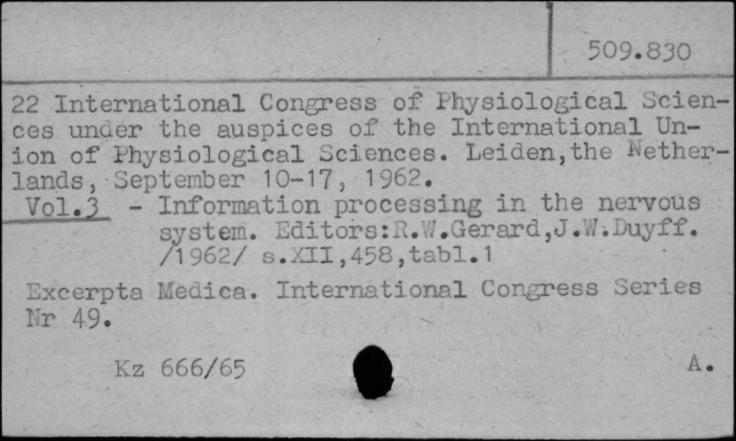 509.830
22 International Congress of Physiological Scien-
ces under the auspices of the International Un-
ion of Physiological Sciences. Leiden,the Nether-
lands, September 10-17, 1962.
Vol.3 - Information processing in the nervous
system. Editors:R.W.Gerard,J.W.Duyff.
/1962/ s.XII,458,tabl.1
Excerpta Medica. International Congress Series
Nr 49.
Kz 666/65 A.